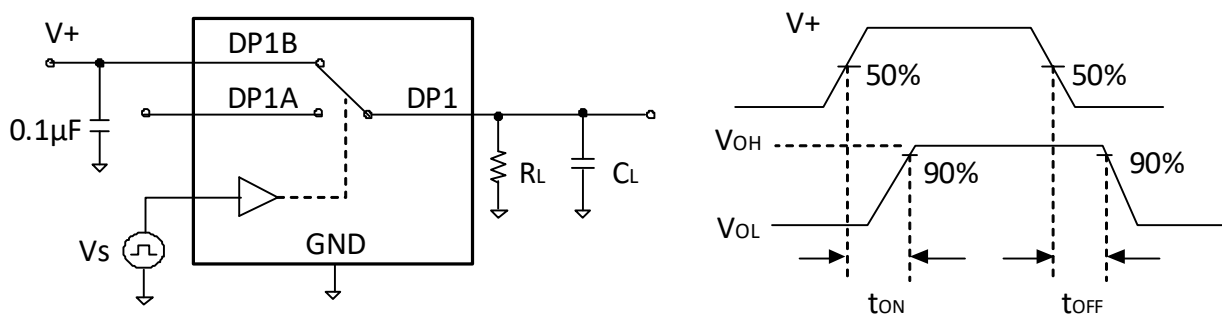 V+
DP1B
DP1A
DP1
0.1µF
RL
CL
Vs
GND
V+
50%
50%
VOH
90%
90%
VOL
tON
tOFF